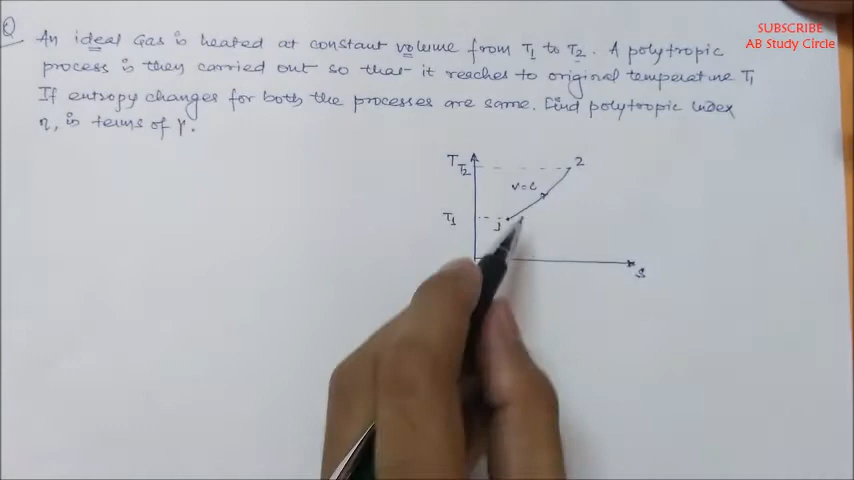 Q
An ideal Gas is heated at constant volume from T1 to T2. A polytropic
process is then carried out so that it reaches to original temperature T1
If entropy changes for both the processes are same. Find polytropic index
n, in terms of γ.
SUBSCRIBE
AB Study Circle
T
T2
2
V=C
T1
1
S